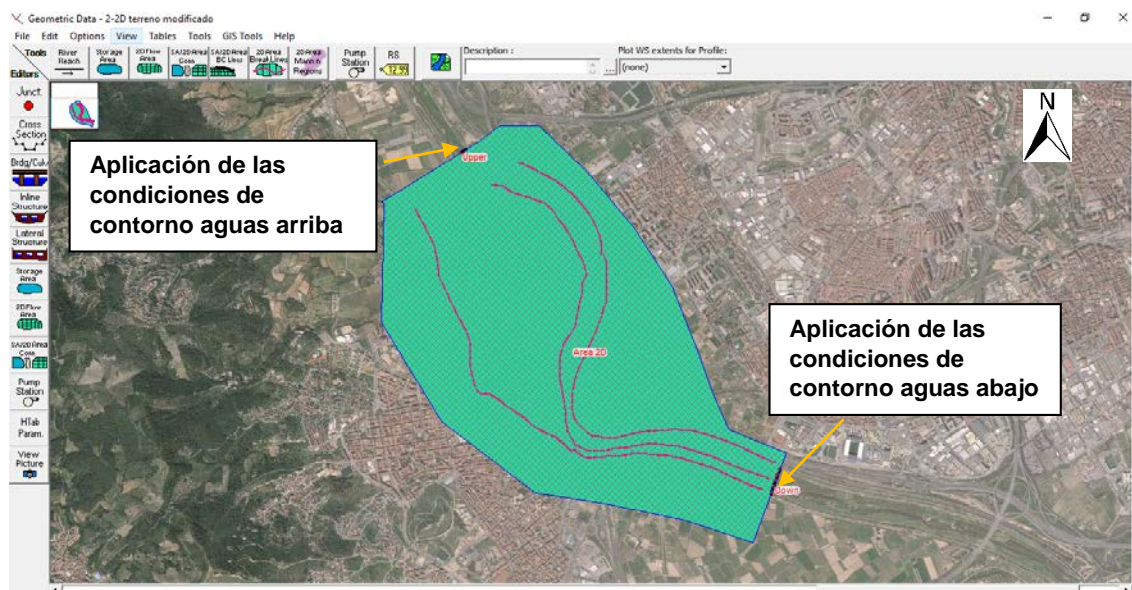 Geometric Data - 2-2D terreno modificado
File Edit Options View Tables Tools GIS Tools Help
Tools
Editors
River
Reach
Storage
Area
2D Flow
Area
SA/2D Area
Conn
SA/2D Area
BC Lines
2D Area
Break Lines
2D Area
Mann n
Regions
Pump
Station
RS
Description :
...
Plot WS extents for Profile:
(none)
Junct.
Cross
Section
Brdg/Culv
Inline
Structure
Lateral
Structure
Storage
Area
2D Flow
Area
SA/2D Area
Conn
Pump
Station
HTab
Param.
View
Picture
N
Aplicación de las
condiciones de
contorno aguas arriba
Upper
Area 2D
Aplicación de las
condiciones de
contorno aguas abajo
Down